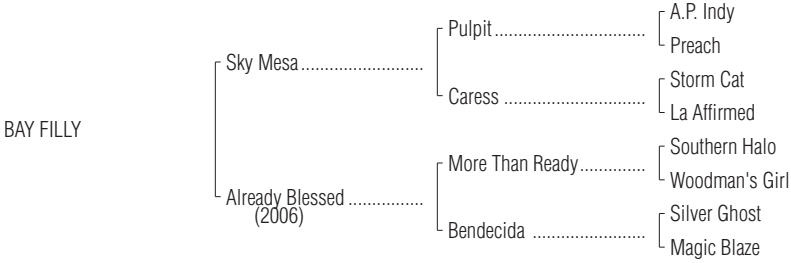 A.P. Indy
Pulpit..............................
Preach
Sky Mesa........................
Storm Cat
Caress ............................
La Affirmed
BAY FILLY
Southern Halo
More Than Ready.............
Woodman's Girl
Already Blessed ...............
(2006)
Silver Ghost
Bendecida ......................
Magic Blaze